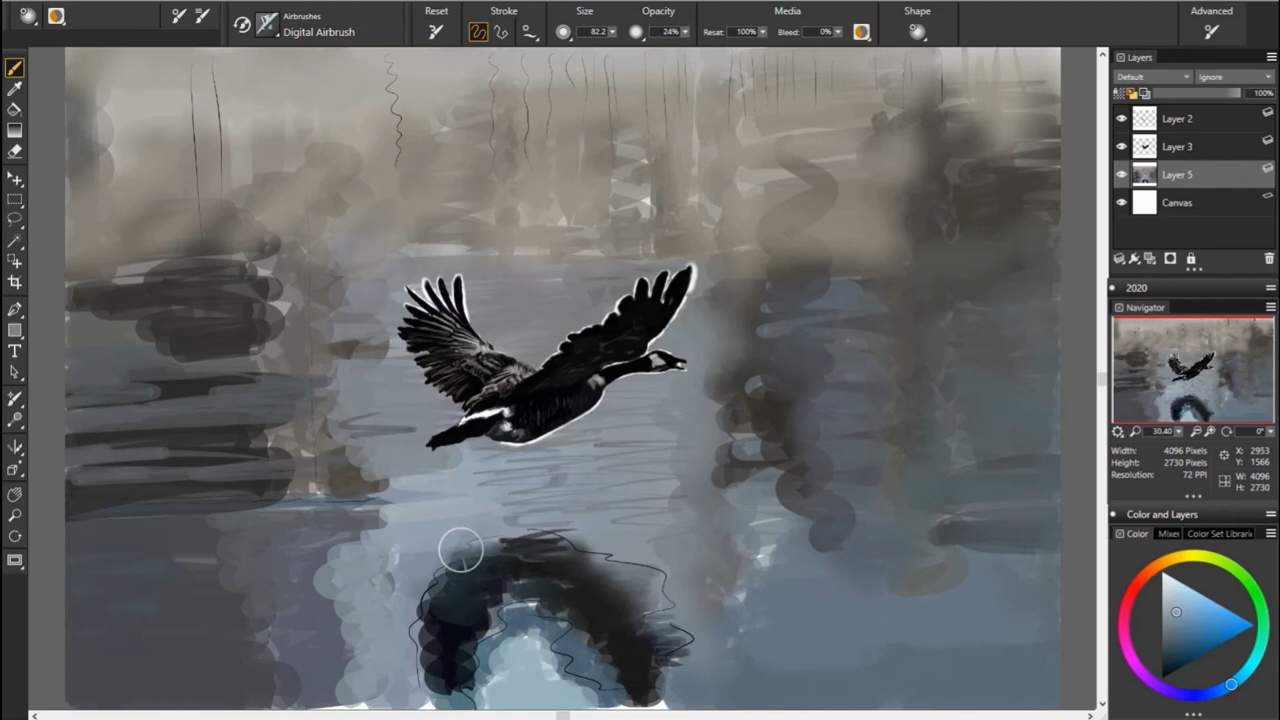 Airbrushes
Digital Airbrush
Reset
Stroke
Size
82.2
Opacity
24%
Media
Reset: 100%
Bleed: 0%
Shape
Advanced
Layers
Default
Ignore
100%
Layer 2
Layer 3
Layer 5
Canvas
2020
Navigator
30.40
0°
Width: 4096 Pixels
Height: 2730 Pixels
Resolution: 72 PPI
X: 2953
Y: 1566
W: 4096
H: 2730
Color and Layers
Color
Mixer
Color Set Librarie